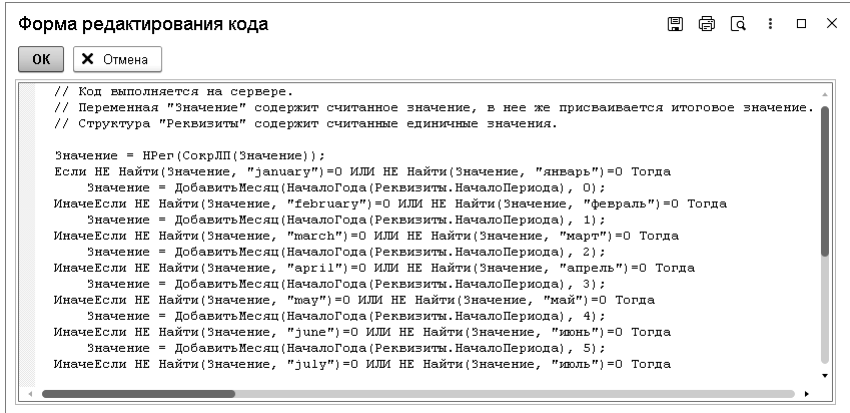 Форма редактирования кода
ОК
Отмена
// Код выполняется на сервере.
// Переменная "Значение" содержит считанное значение, в нее же присваивается итоговое значение.
// Структура "Реквизиты" содержит считанные единичные значения.
Значение = НРег(СокрЛП(Значение));
Если НЕ Найти(Значение, "january")=0 ИЛИ НЕ Найти(Значение, "январь")=0 Тогда
Значение = ДобавитьМесяц(НачалоГода(Реквизиты.НачалоПериода), 0);
ИначеЕсли НЕ Найти(Значение, "february")=0 ИЛИ НЕ Найти(Значение, "февраль")=0 Тогда
Значение = ДобавитьМесяц(НачалоГода(Реквизиты.НачалоПериода), 1);
ИначеЕсли НЕ Найти(Значение, "march")=0 ИЛИ НЕ Найти(Значение, "март")=0 Тогда
Значение = ДобавитьМесяц(НачалоГода(Реквизиты.НачалоПериода), 2);
ИначеЕсли НЕ Найти(Значение, "april")=0 ИЛИ НЕ Найти(Значение, "апрель")=0 Тогда
Значение = ДобавитьМесяц(НачалоГода(Реквизиты.НачалоПериода), 3);
ИначеЕсли НЕ Найти(Значение, "may")=0 ИЛИ НЕ Найти(Значение, "май")=0 Тогда
Значение = ДобавитьМесяц(НачалоГода(Реквизиты.НачалоПериода), 4);
ИначеЕсли НЕ Найти(Значение, "june")=0 ИЛИ НЕ Найти(Значение, "июнь")=0 Тогда
Значение = ДобавитьМесяц(НачалоГода(Реквизиты.НачалоПериода), 5);
ИначеЕсли НЕ Найти(Значение, "july")=0 ИЛИ НЕ Найти(Значение, "июль")=0 Тогда